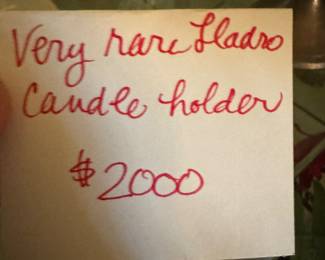 Very rare Lladro
Candle holder
$2000